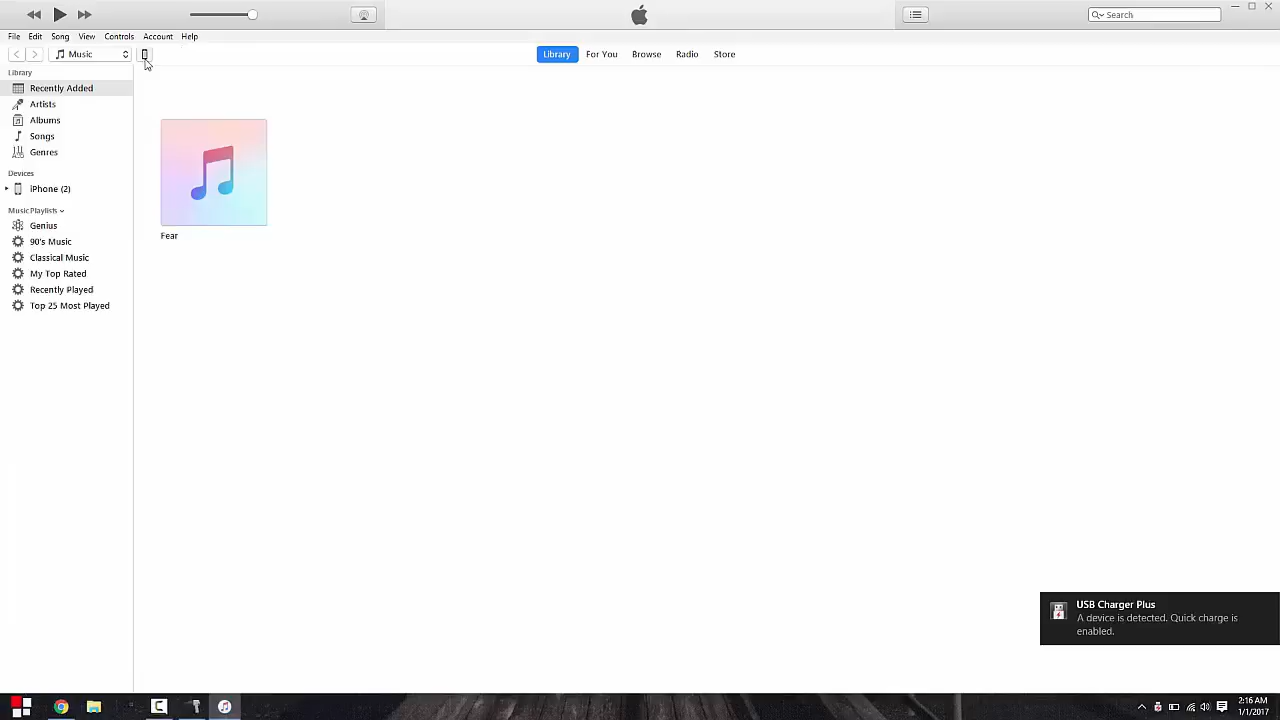 Search
File Edit Song View Controls Account Help
Music
Library For You Browse Radio Store
Library
Recently Added
Artists
Albums
Songs
Genres
Devices
iPhone (2)
Music Playlists
Genius
90's Music
Classical Music
My Top Rated
Recently Played
Top 25 Most Played
Fear
USB Charger Plus
A device is detected. Quick charge is
enabled.
2:16 AM
1/1/2017